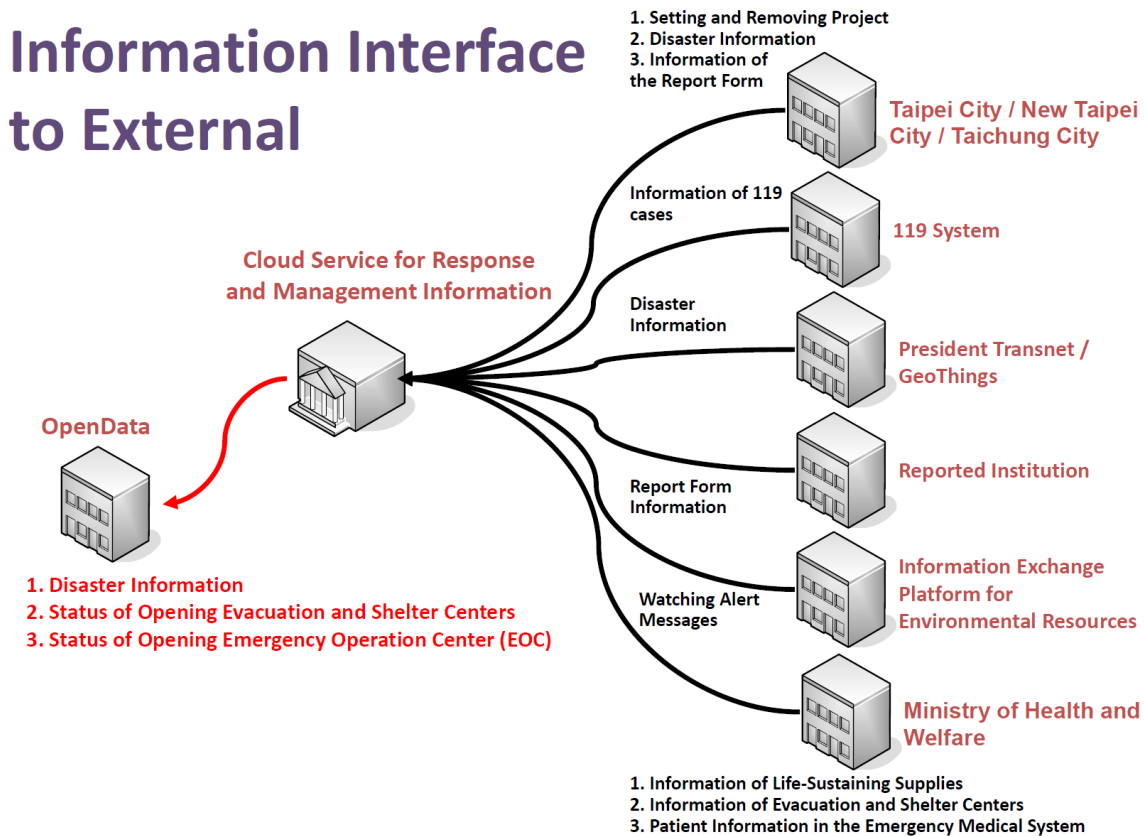 Information Interface
to External
1. Setting and Removing Project
2. Disaster Information
3. Information of
the Report Form
Taipei City / New Taipei
City / Taichung City
Information of 119
cases
119 System
Cloud Service for Response
and Management Information
Disaster
Information
President Transnet /
GeoThings
OpenData
Reported Institution
Report Form
Information
1. Disaster Information
2. Status of Opening Evacuation and Shelter Centers
3. Status of Opening Emergency Operation Center (EOC)
Information Exchange
Platform for
Environmental Resources
Watching Alert
Messages
Ministry of Health and
Welfare
1. Information of Life-Sustaining Supplies
2. Information of Evacuation and Shelter Centers
3. Patient Information in the Emergency Medical System